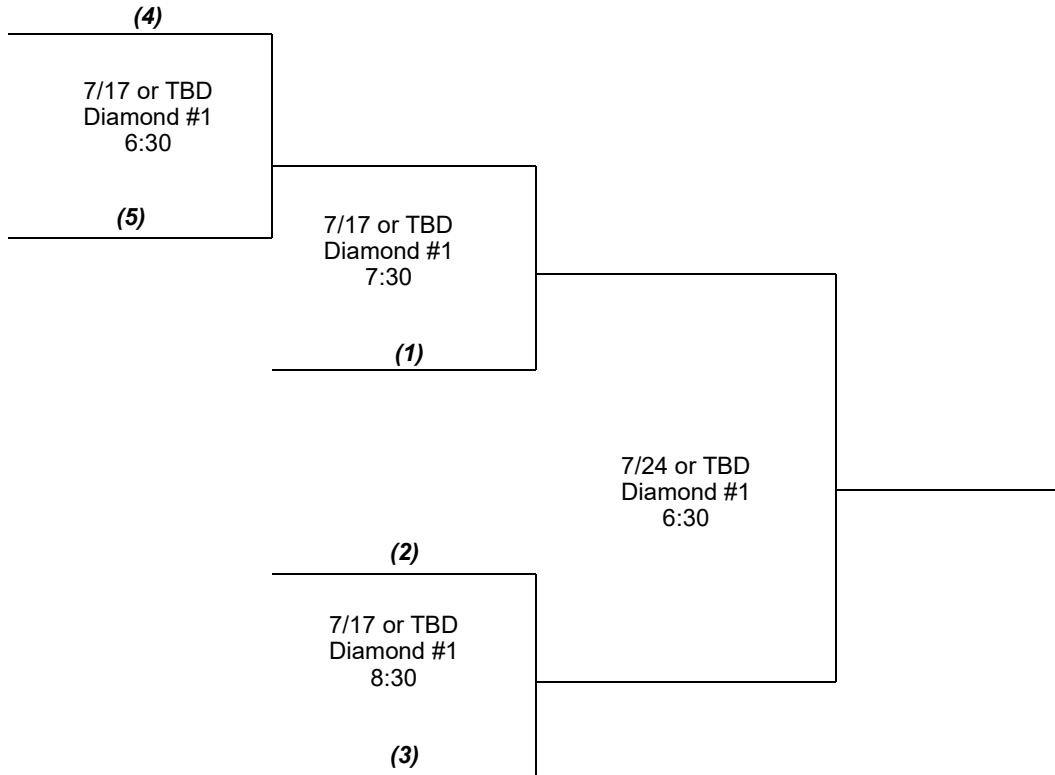 (4)
7/17 or TBD
Diamond #1
6:30
(5)
7/17 or TBD
Diamond #1
7:30
(1)
7/24 or TBD
Diamond #1
6:30
(2)
7/17 or TBD
Diamond #1
8:30
(3)